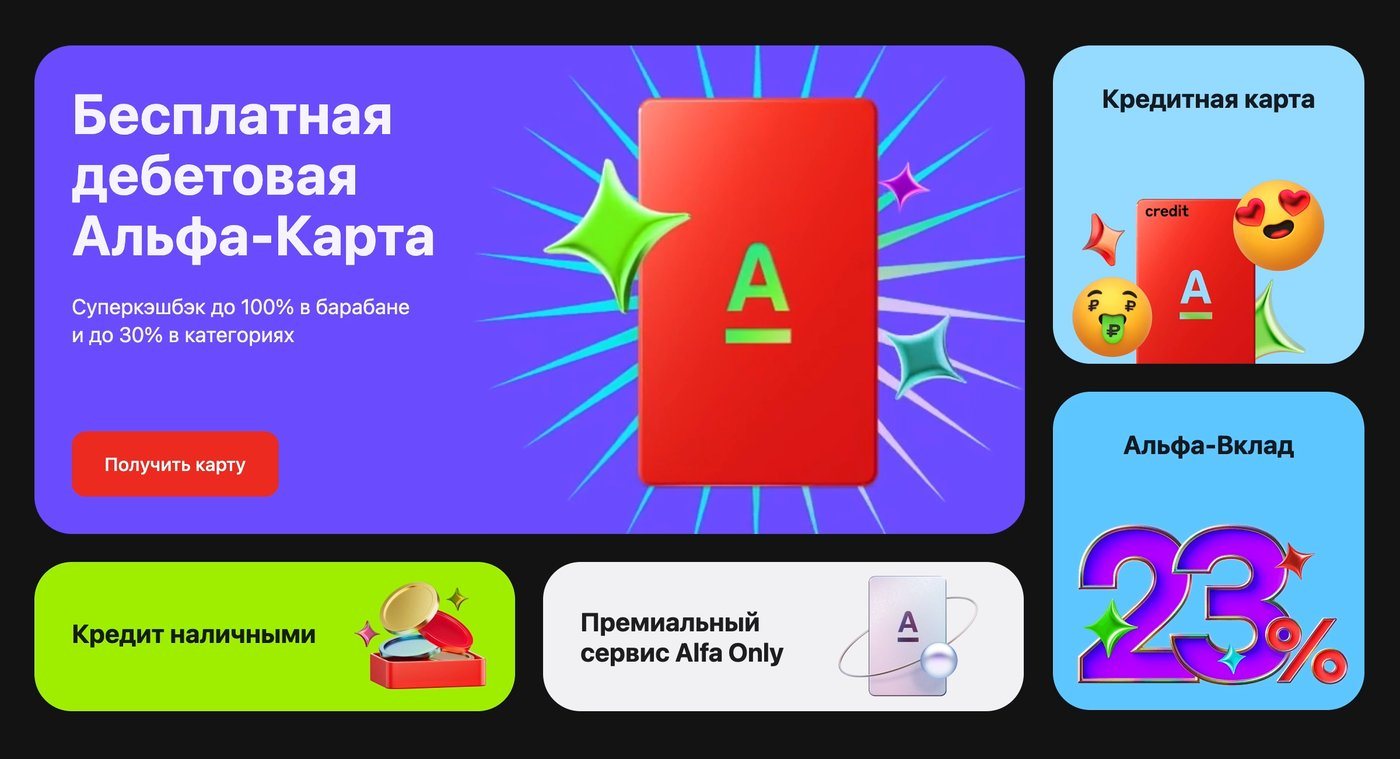 Бесплатная
дебетовая
Альфа-Карта
Суперкэшбэк до 100% в барабане
и до 30% в категориях
Получить карту
А
Кредитная карта
credit
А
₽ ₽
₽
Альфа-Вклад
23%
Кредит наличными
Премиальный
сервис Alfa Only
А